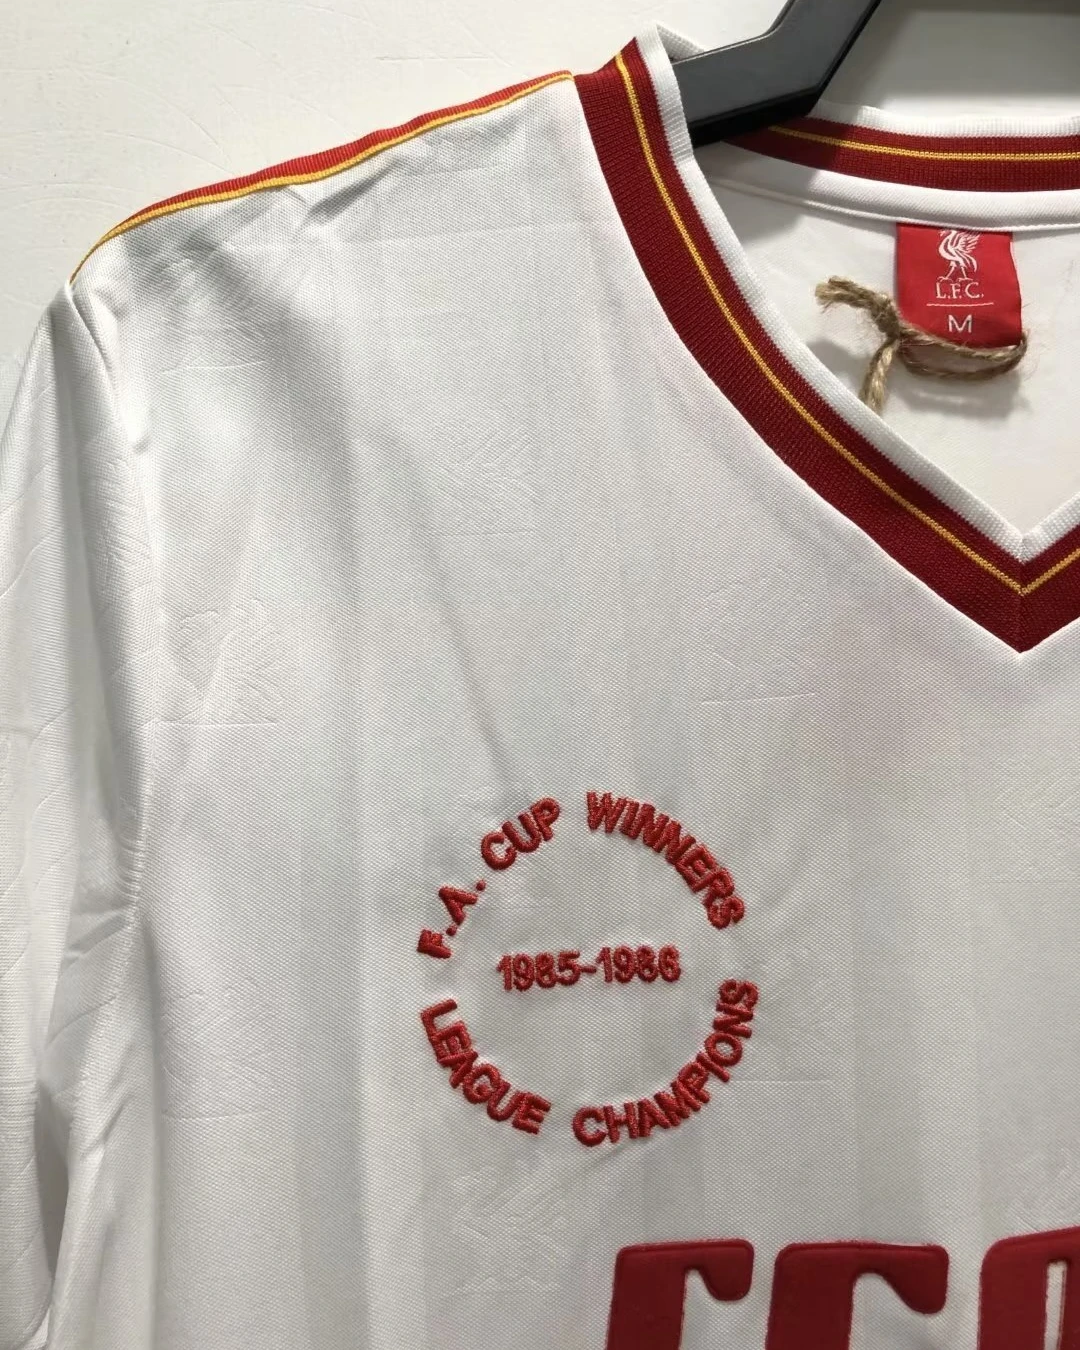 L.F.C.
M
F.A. CUP WINNERS
1985-1986
LEAGUE CHAMPIONS